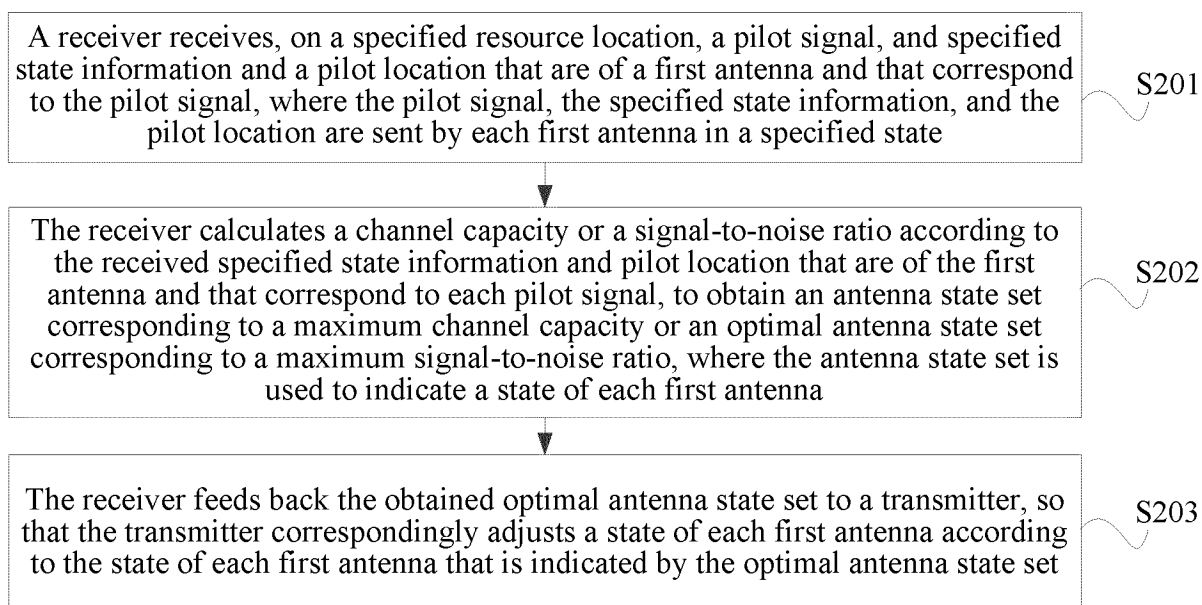 A receiver receives, on a specified resource location, a pilot signal, and specified
state information and a pilot location that are of a first antenna and that correspond
to the pilot signal, where the pilot signal, the specified state information, and the
pilot location are sent by each first antenna in a specified state
S201
The receiver calculates a channel capacity or a signal-to-noise ratio according to
the received specified state information and pilot location that are of the first
antenna and that correspond to each pilot signal, to obtain an antenna state set
corresponding to a maximum channel capacity or an optimal antenna state set
corresponding to a maximum signal-to-noise ratio, where the antenna state set is
used to indicate a state of each first antenna
S202
The receiver feeds back the obtained optimal antenna state set to a transmitter, so
that the transmitter correspondingly adjusts a state of each first antenna according
to the state of each first antenna that is indicated by the optimal antenna state set
S203